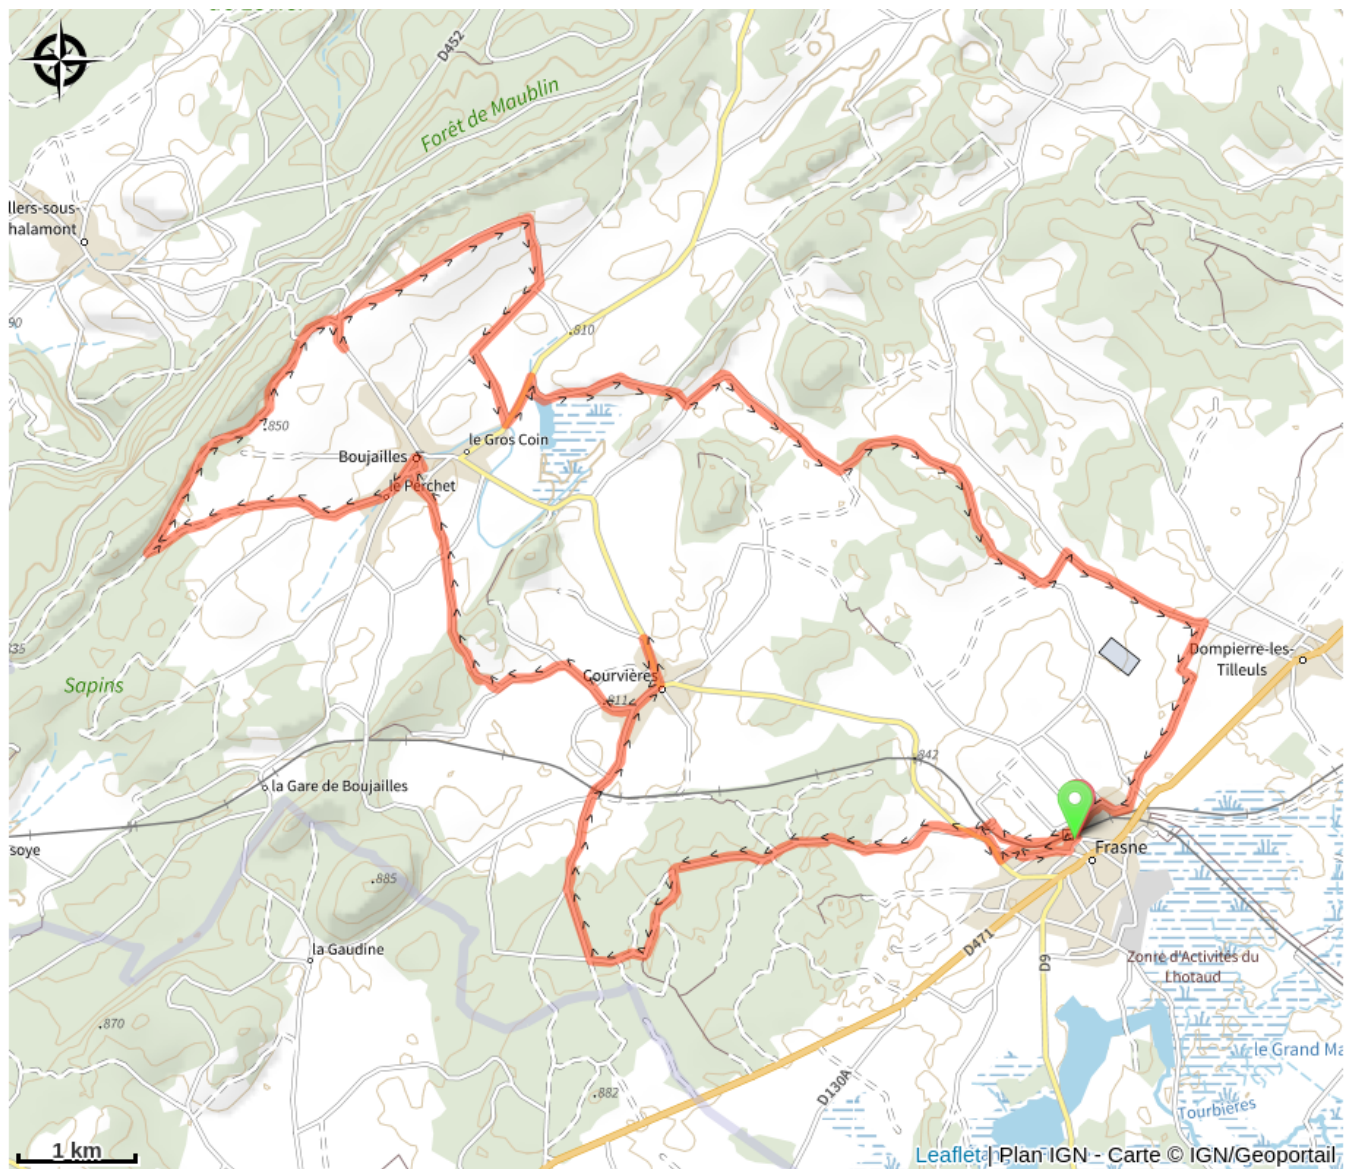 D452
Forêt de Maublin
llers-sous-
halamont
90
810
850
le Gros Coin
Boujailles
le Perchet
Dompierre-les-
Tilleuls
35
Sapins
Courvières
811
842
la Gare de Boujailles
soye
Frasne
885
la Gaudine
D471
D9
Zone d'Activités du
Lhotaud
870
le Grand Ma
882
D130A
Tourbières
1 km
Leaflet | Plan IGN - Carte © IGN/Geoportail